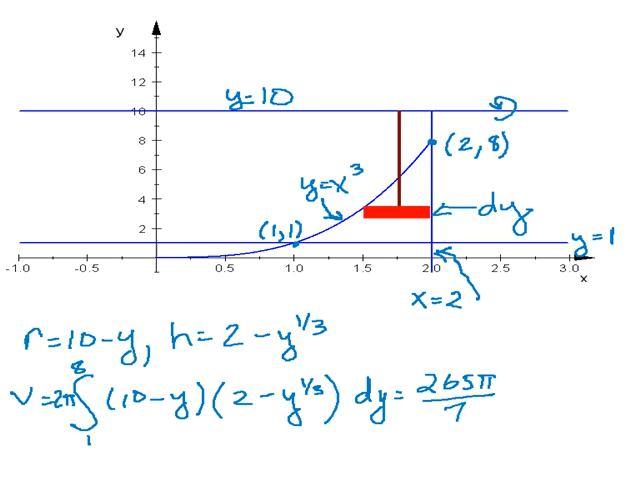 y
14
12
10
y=10
8
(2, 8)
6
y=x³
4
dy
(1,1)
2
y=1
-1.0 -0.5 0.5 1.0 1.5 2.0 2.5 3.0
x
x=2
r=10-y, h=2-y^1/3
V=2π∫₁⁸(10-y)(2-y^1/3) dy = 265π/7